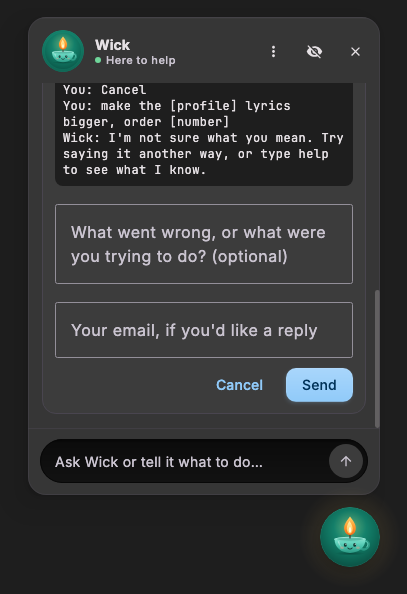 Wick
Here to help
You: Cancel
You: make the [profile] lyrics
bigger, order [number]
Wick: I'm not sure what you mean. Try
saying it another way, or type help
to see what I know.
What went wrong, or what were
you trying to do? (optional)
Your email, if you'd like a reply
Cancel
Send
Ask Wick or tell it what to do...